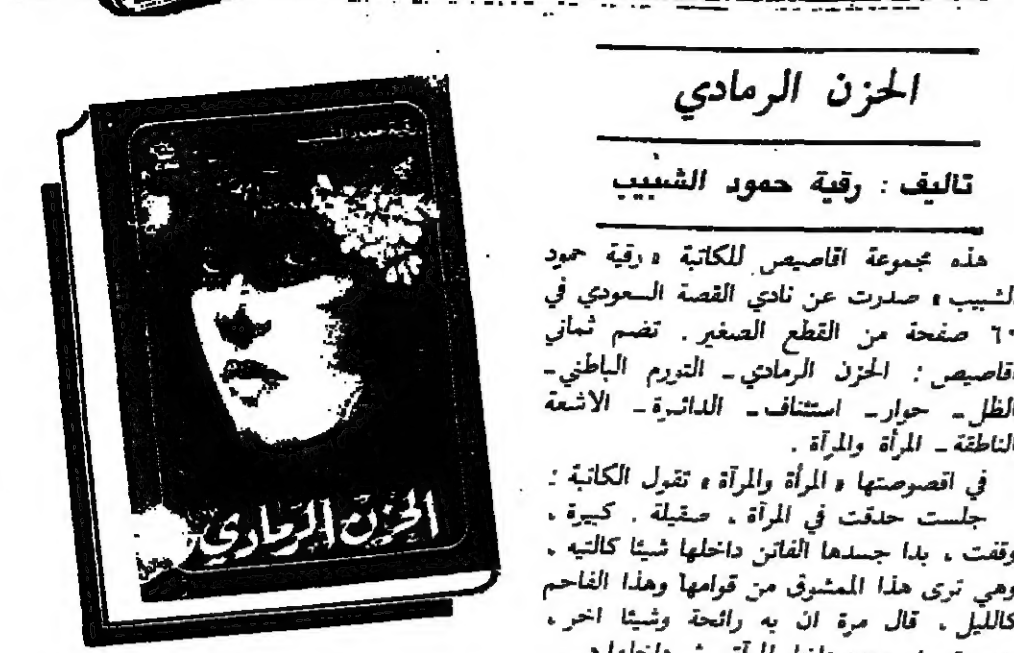 الحزن الرمادي
تاليف : رقية حمود الشبيب
هذه مجموعة اقاصيص للكاتبة «رقية حمود
الشبيب» صدرت عن نادي القصة السعودي في
صفحة من القطع الصغير . تضم ثماني
اقاصيص : الحزن الرمادي - التورم الباطني -
الظل - حوار - استئناف - الدائرة - الاشعة
الناطقة - المرأة والمرآة .
في اقصوصتها «المرأة والمرآة» تقول الكاتبة :
جلست حدقت في المرآة ، صقيلة . كبيرة ،
وقفت ، بدا جسدها الفاتن داخلها شيئا كالتيه ،
وهي ترى هذا الممشوق من قوامها وهذا الفاحم
كالليل ، قال مرة ان به رائحة وشيئا اخر ،
رقية حمود الشبيب
الحزن الرمادي